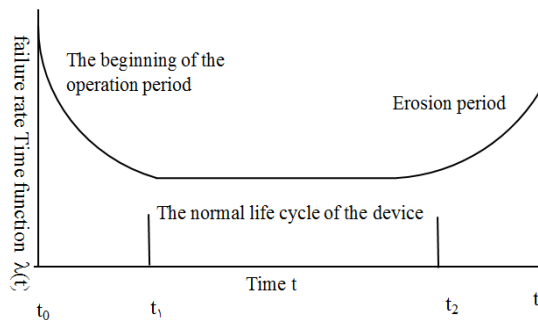 The beginning of the
operation period
Erosion period
failure rate Time function λ(t)
The normal life cycle of the device
Time t
t₀
t١
t₂
t